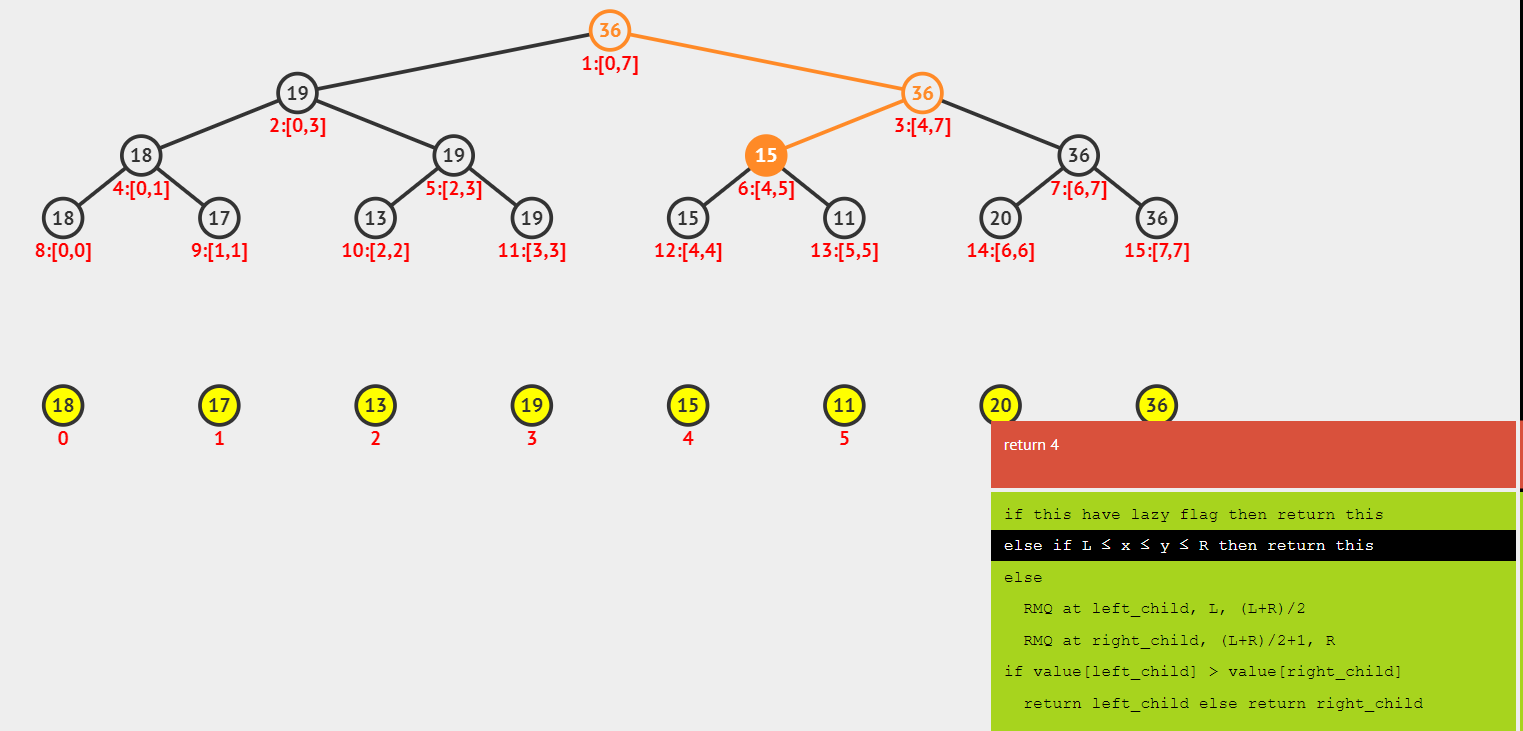 36
1:[0,7]
19 36
2:[0,3] 3:[4,7]
18 19 15 36
4:[0,1] 5:[2,3] 6:[4,5] 7:[6,7]
18 17 13 19 15 11 20 36
8:[0,0] 9:[1,1] 10:[2,2] 11:[3,3] 12:[4,4] 13:[5,5] 14:[6,6] 15:[7,7]
18 17 13 19 15 11 20 36
0 1 2 3 4 5
return 4
if this have lazy flag then return this
else if L ≤ x ≤ y ≤ R then return this
else
RMQ at left_child, L, (L+R)/2
RMQ at right_child, (L+R)/2+1, R
if value[left_child] > value[right_child]
return left_child else return right_child